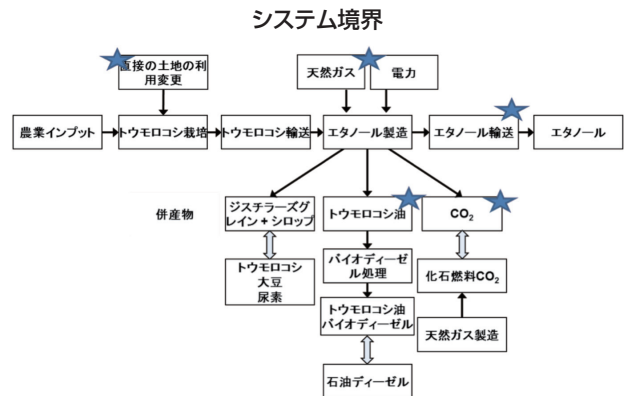 システム境界
直接の土地の利
用変更
天然ガス
電力
農業インプット
トウモロコシ栽培
トウモロコシ輸送
エタノール製造
エタノール輸送
エタノール
併産物
ジスチラーズグ
レイン + シロップ
トウモロコシ油
CO₂
トウモロコシ
大豆
尿素
バイオディーゼ
ル処理
化石燃料CO₂
トウモロコシ油
バイオディーゼル
天然ガス製造
石油ディーゼル